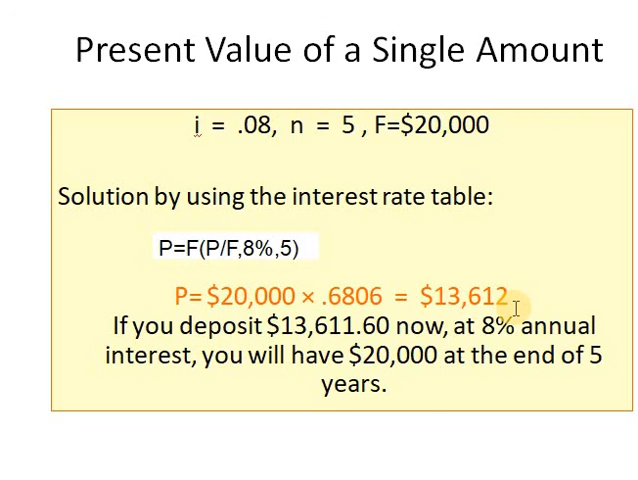 Present Value of a Single Amount
i = .08, n = 5 , F=$20,000
Solution by using the interest rate table:
P=F(P/F,8%,5)
P= $20,000 × .6806 = $13,612
If you deposit $13,611.60 now, at 8% annual
interest, you will have $20,000 at the end of 5
years.